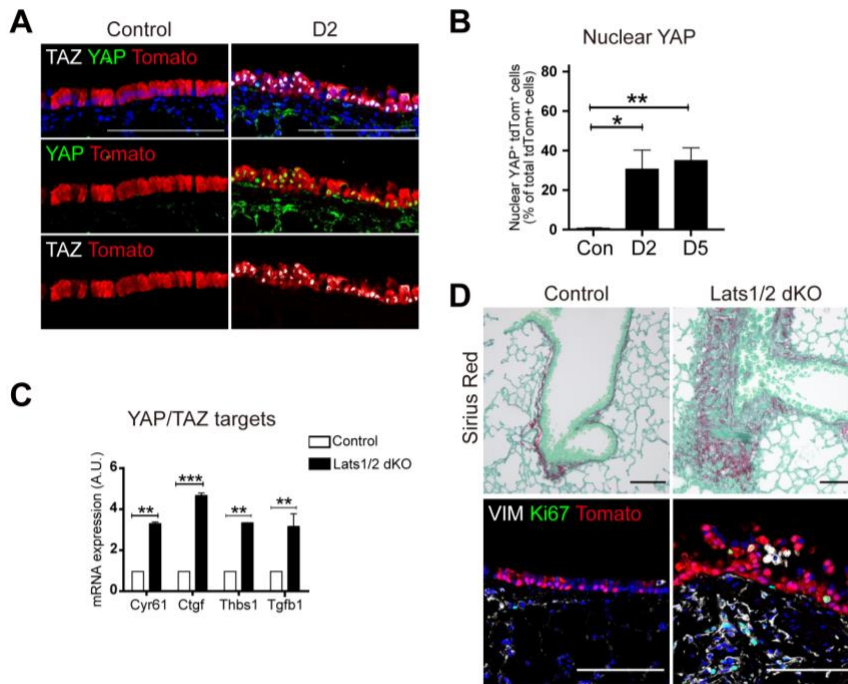 A
Control
D2
TAZ YAP Tomato
YAP Tomato
TAZ Tomato
B
Nuclear YAP
Nuclear YAP⁺ tdTom⁺ cells
(% of total tdTom+ cells)
80
60
40
20
0
**
*
Con D2 D5
C
YAP/TAZ targets
Control
Lats1/2 dKO
mRNA expression (A.U.)
6
4
2
0
** *** ** **
Cyr61 Ctgf Thbs1 Tgfb1
D
Control
Lats1/2 dKO
Sirius Red
VIM Ki67 Tomato